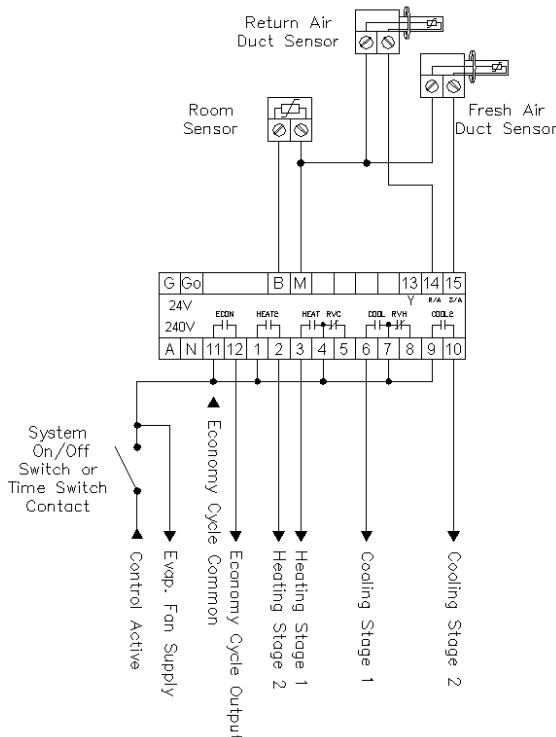 Return Air
Duct Sensor
Room
Sensor
Fresh Air
Duct Sensor
G Go B M 13 14 15
24V Y R/A S/A
ECON HEAT2 HEAT RVC COOL RVH COOL2
240V
A N 11 12 1 2 3 4 5 6 7 8 9 10
System
On/Off
Switch or
Time Switch
Contact
Control Active
Evap. Fan Supply
Economy Cycle Common
Economy Cycle Output
Heating Stage 2
Heating Stage 1
Cooling Stage 1
Cooling Stage 2